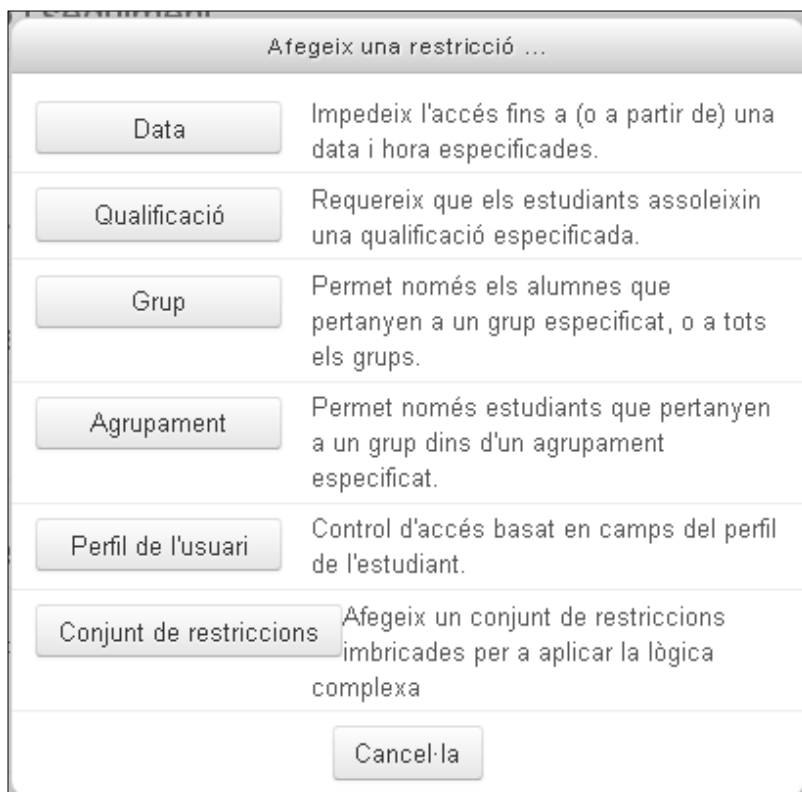 Afegeix una restricció ...
Data
Impedeix l'accés fins a (o a partir de) una
data i hora especificades.
Qualificació
Requereix que els estudiants assoleixin
una qualificació especificada.
Grup
Permet només els alumnes que
pertanyen a un grup especificat, o a tots
els grups.
Agrupament
Permet només estudiants que pertanyen
a un grup dins d'un agrupament
especificat.
Perfil de l'usuari
Control d'accés basat en camps del perfil
de l'estudiant.
Conjunt de restriccions
Afegeix un conjunt de restriccions
imbricades per a aplicar la lògica
complexa
Cancel·la